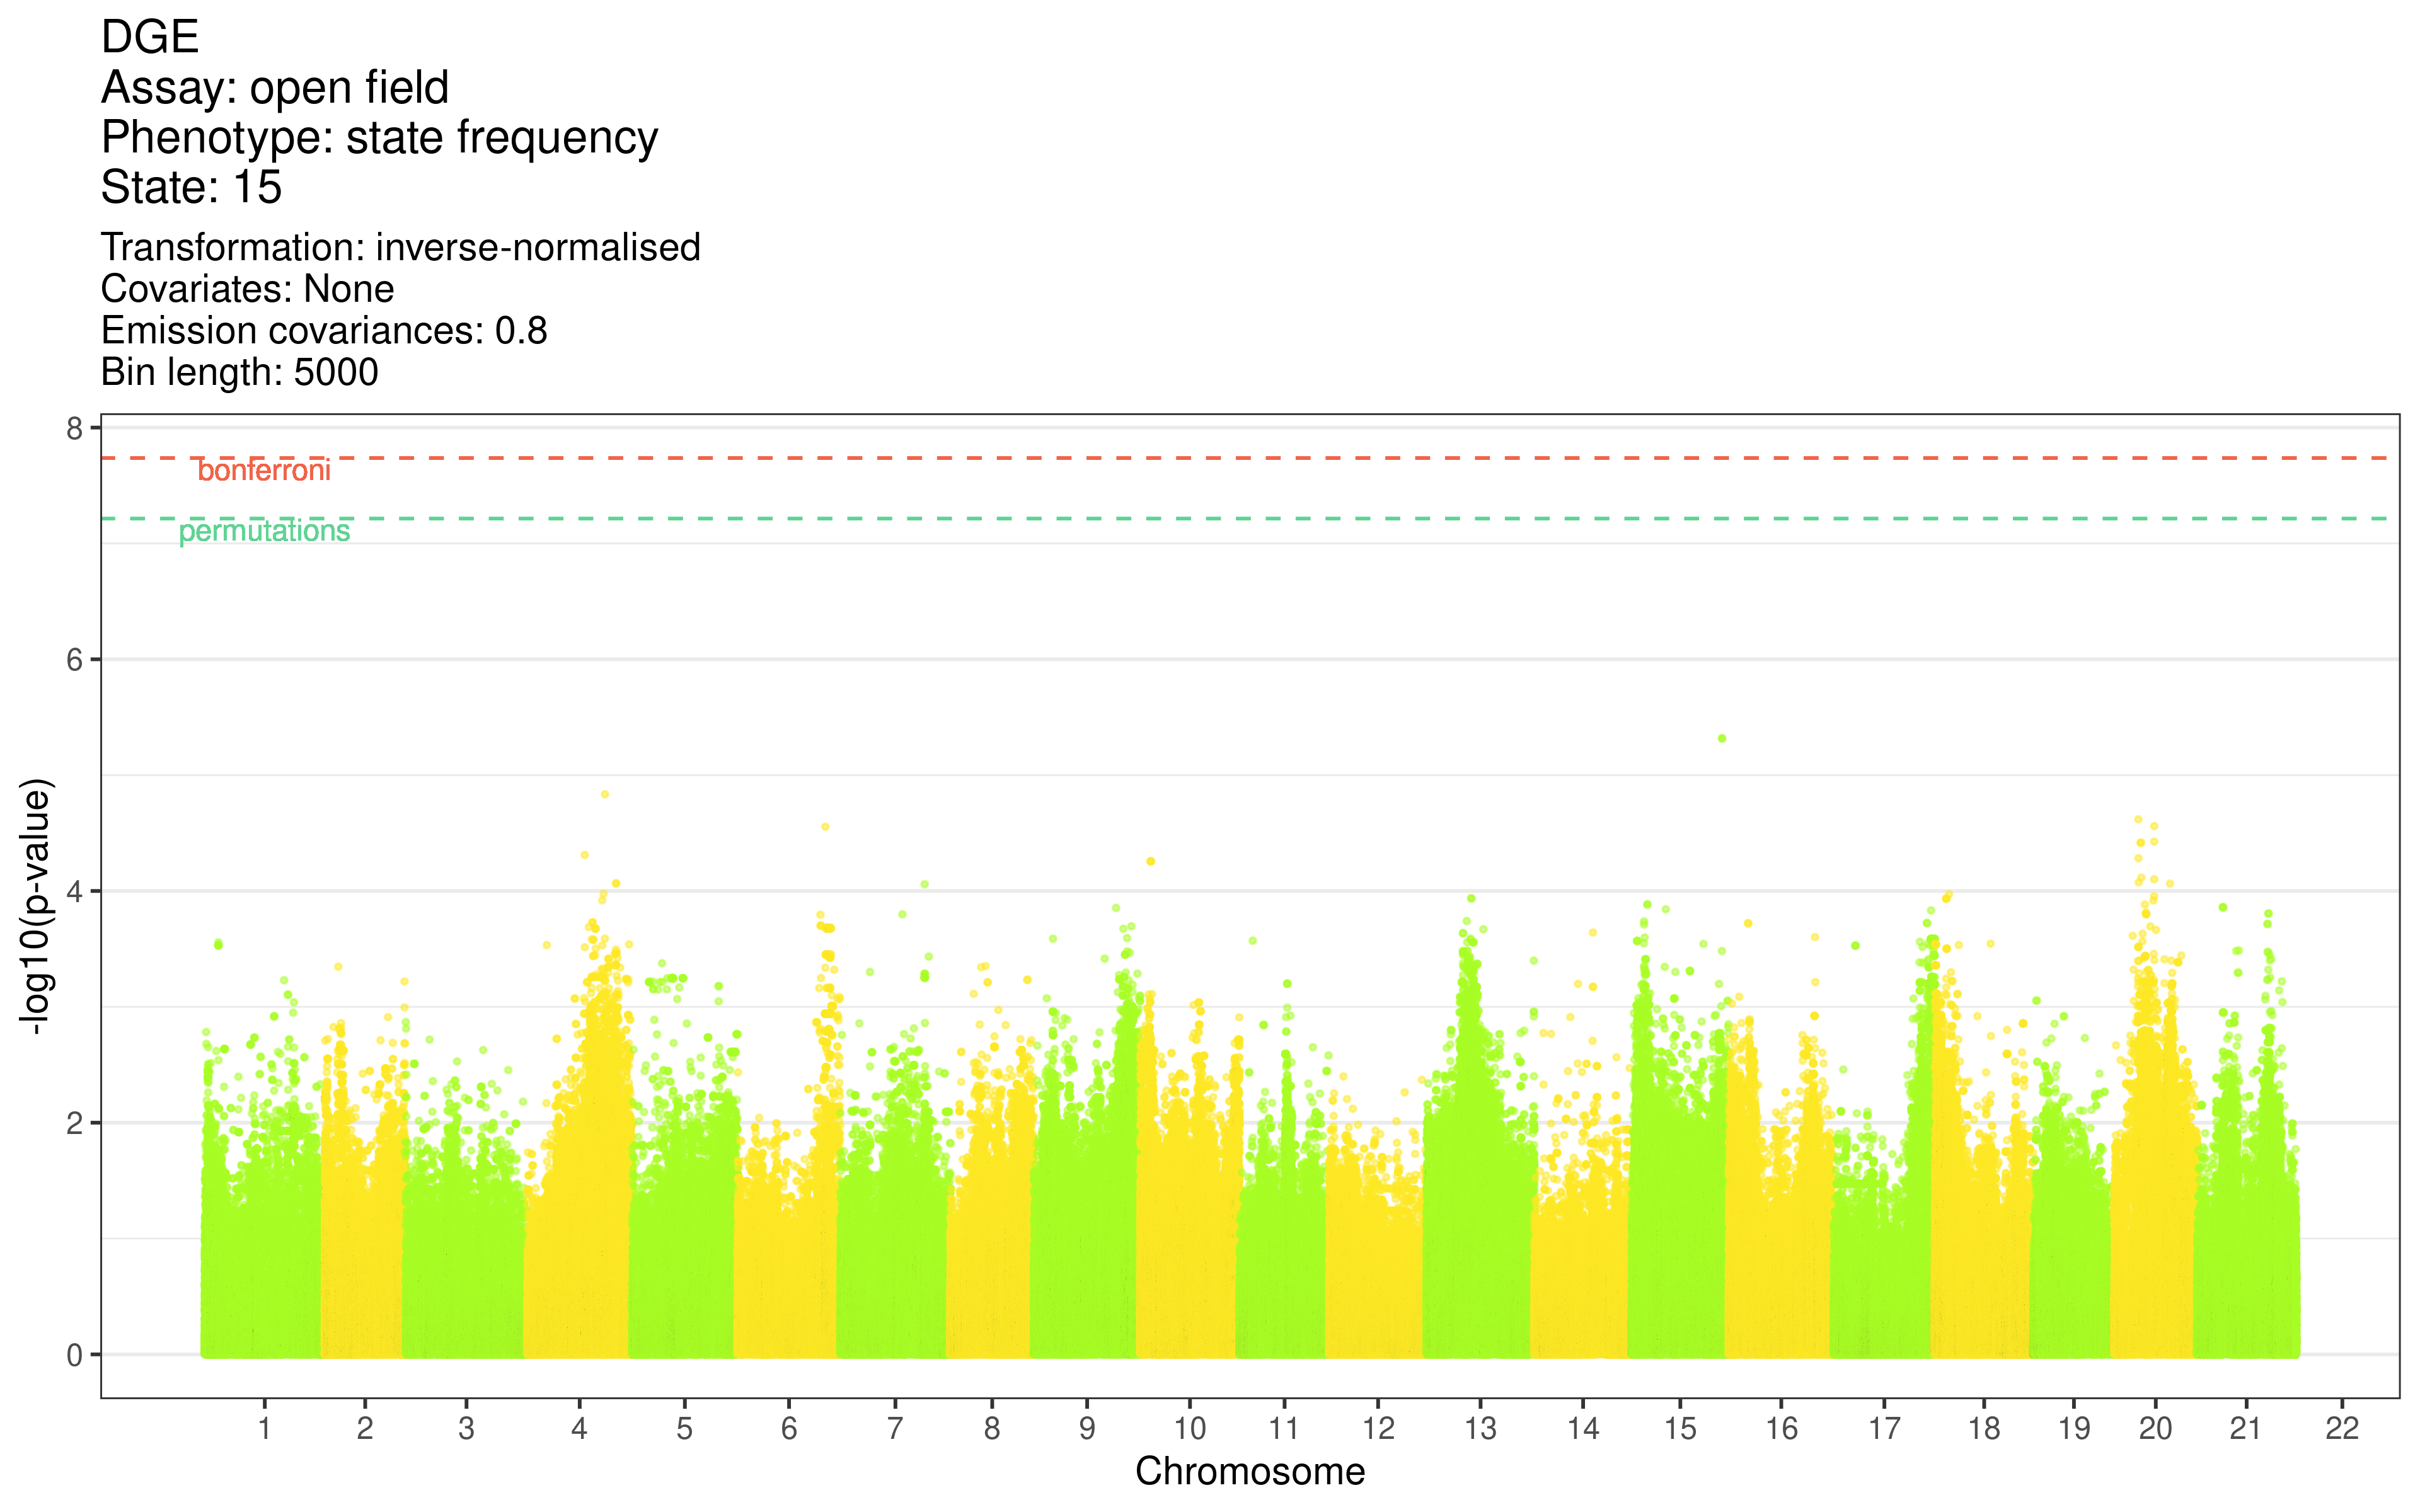 DGE
Assay: open field
Phenotype: state frequency
State: 15
Transformation: inverse-normalised
Covariates: None
Emission covariances: 0.8
Bin length: 5000
8
bonferroni
permutations
6
4
2
0
-log10(p-value)
1 2 3 4 5 6 7 8 9 10 11 12 13 14 15 16 17 18 19 20 21 22
Chromosome